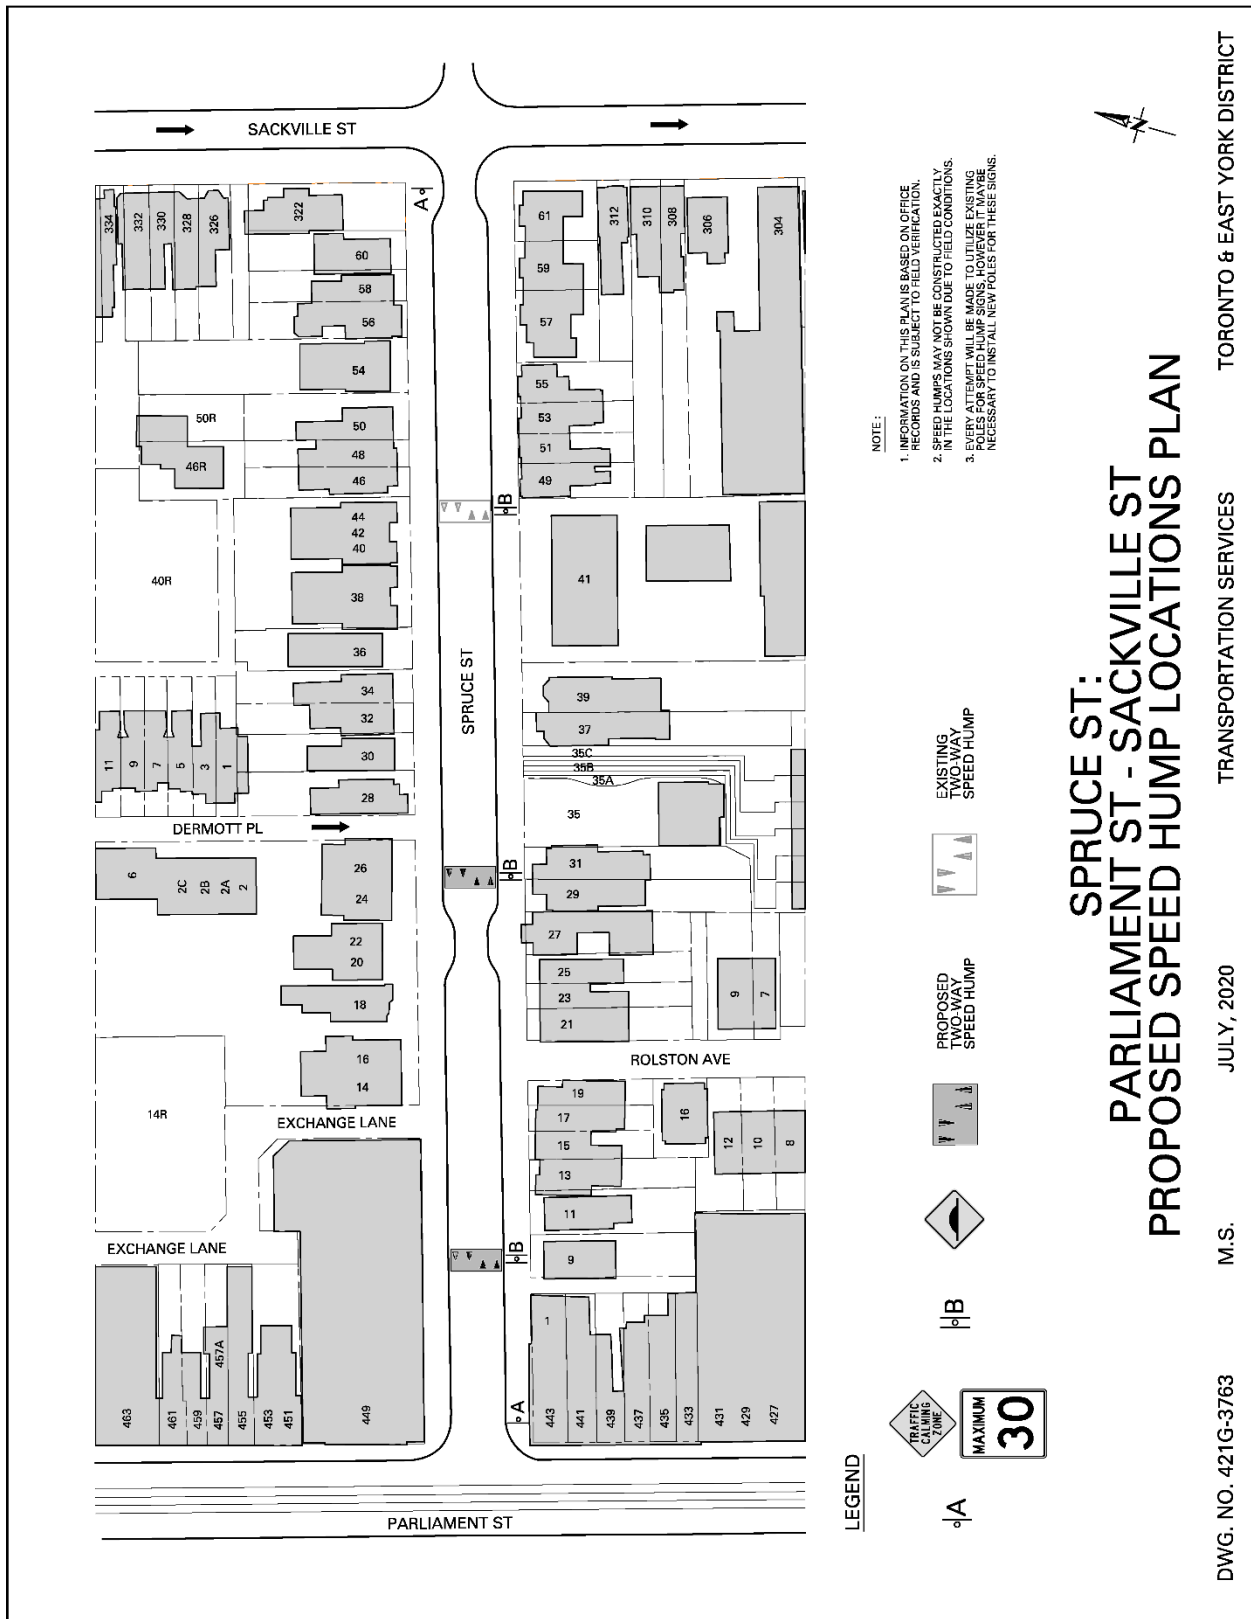 SACKVILLE ST
334
332
330
328
326
322
60
58
56
54
50
48
46
50R
46R
44
42
40
38
36
34
32
30
28
40R
11
9
7
5
3
1
DERMOTT PL
6
2C
2B
2A
2
26
24
22
20
18
16
14
14R
EXCHANGE LANE
EXCHANGE LANE
463
461
459
457
457A
455
453
451
449
SPRUCE ST
A
B
B
B
A
61
59
57
55
53
51
49
312
310
308
306
304
41
39
37
35C
35B
35A
35
31
29
27
25
23
21
9
7
ROLSTON AVE
19
17
15
13
11
9
16
12
10
8
1
443
441
439
437
435
433
431
429
427
PARLIAMENT ST
NOTE :
1. INFORMATION ON THIS PLAN IS BASED ON OFFICE
RECORDS AND IS SUBJECT TO FIELD VERIFICATION.
2. SPEED HUMPS MAY NOT BE CONSTRUCTED EXACTLY
IN THE LOCATIONS SHOWN DUE TO FIELD CONDITIONS.
3. EVERY ATTEMPT WILL BE MADE TO UTILIZE EXISTING
POLES FOR SPEED HUMP SIGNS, HOWEVER IT MAYBE
NECESSARY TO INSTALL NEW POLES FOR THESE SIGNS.
N
LEGEND
A
TRAFFIC
CALMING
ZONE
MAXIMUM
30
B
PROPOSED
TWO-WAY
SPEED HUMP
EXISTING
TWO-WAY
SPEED HUMP
SPRUCE ST:
PARLIAMENT ST - SACKVILLE ST
PROPOSED SPEED HUMP LOCATIONS PLAN
DWG. NO. 421G-3763
M.S.
JULY, 2020
TRANSPORTATION SERVICES
TORONTO & EAST YORK DISTRICT